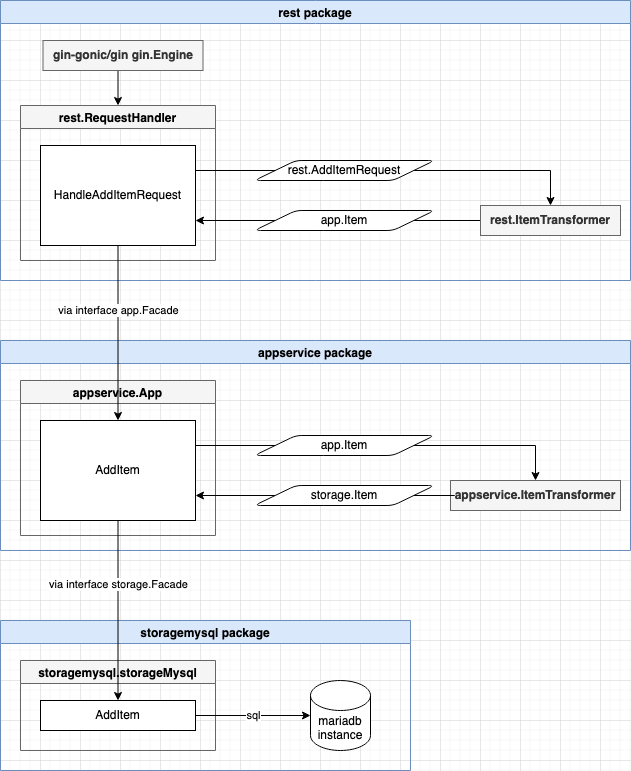 rest package
gin-gonic/gin gin.Engine
rest.RequestHandler
HandleAddItemRequest
rest.AddItemRequest
app.Item
rest.ItemTransformer
via interface app.Facade
appservice package
appservice.App
AddItem
app.Item
storage.Item
appservice.ItemTransformer
via interface storage.Facade
storagemysql package
storagemysql.storageMysql
AddItem
sql
mariadb
instance